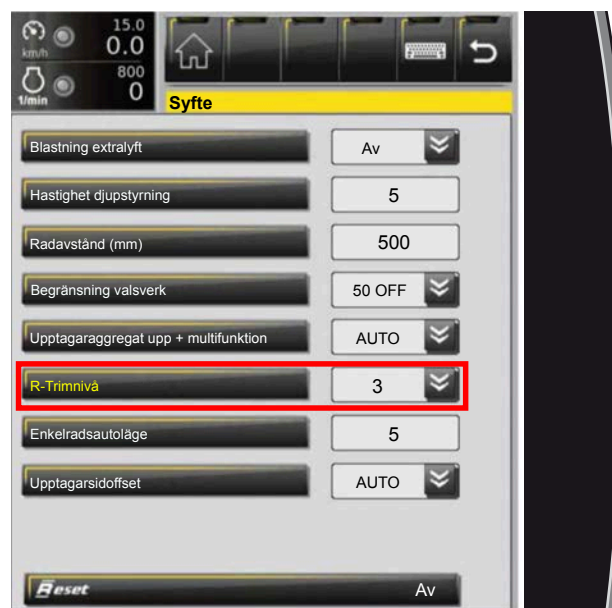 15.0
km/h 0.0
800
1/min 0
Syfte
Blastning extralyft Av
Hastighet djupstyrning 5
Radavstånd (mm) 500
Begränsning valsverk 50 OFF
Upptagaraggregat upp + multifunktion AUTO
R-Trimnivå 3
Enkelradsautoläge 5
Upptagarsidoffset AUTO
Reset Av